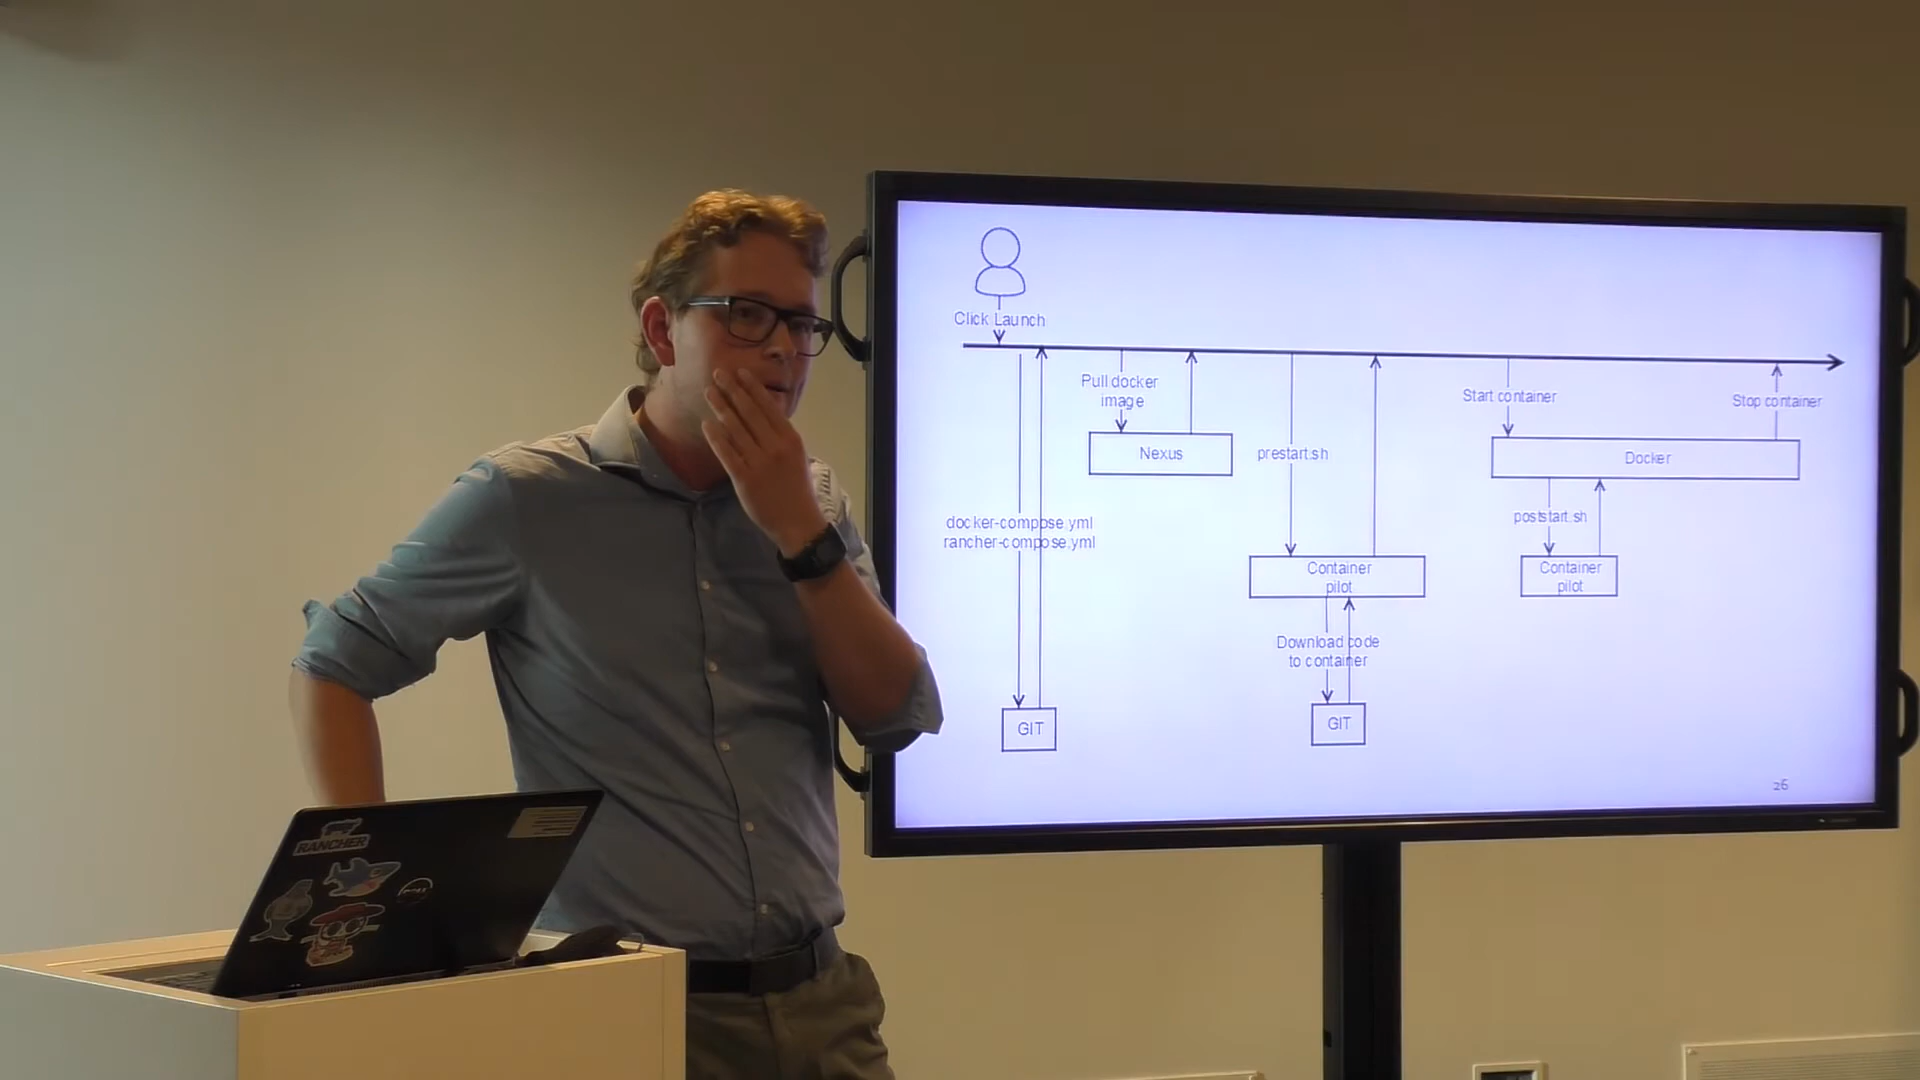 Click Launch
Pull docker
image
Nexus
docker-compose.yml
rancher-compose.yml
GIT
prestart.sh
Container
pilot
Download code
to container
GIT
Start container
Stop container
Docker
poststart.sh
Container
pilot
26
RANCHER